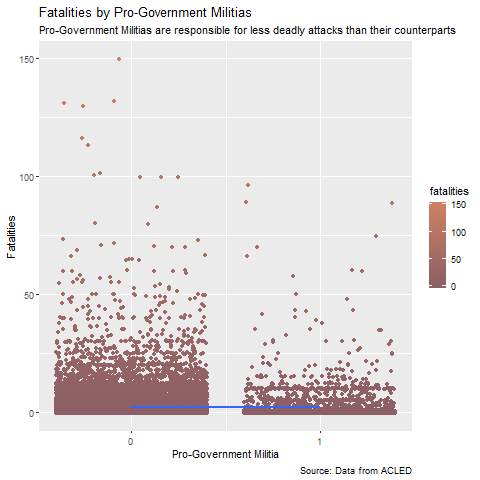 Fatalities by Pro-Government Militias
Pro-Government Militias are responsible for less deadly attacks than their counterparts
150
100
50
0
Fatalities
0
1
Pro-Government Militia
fatalities
150
100
50
0
Source: Data from ACLED